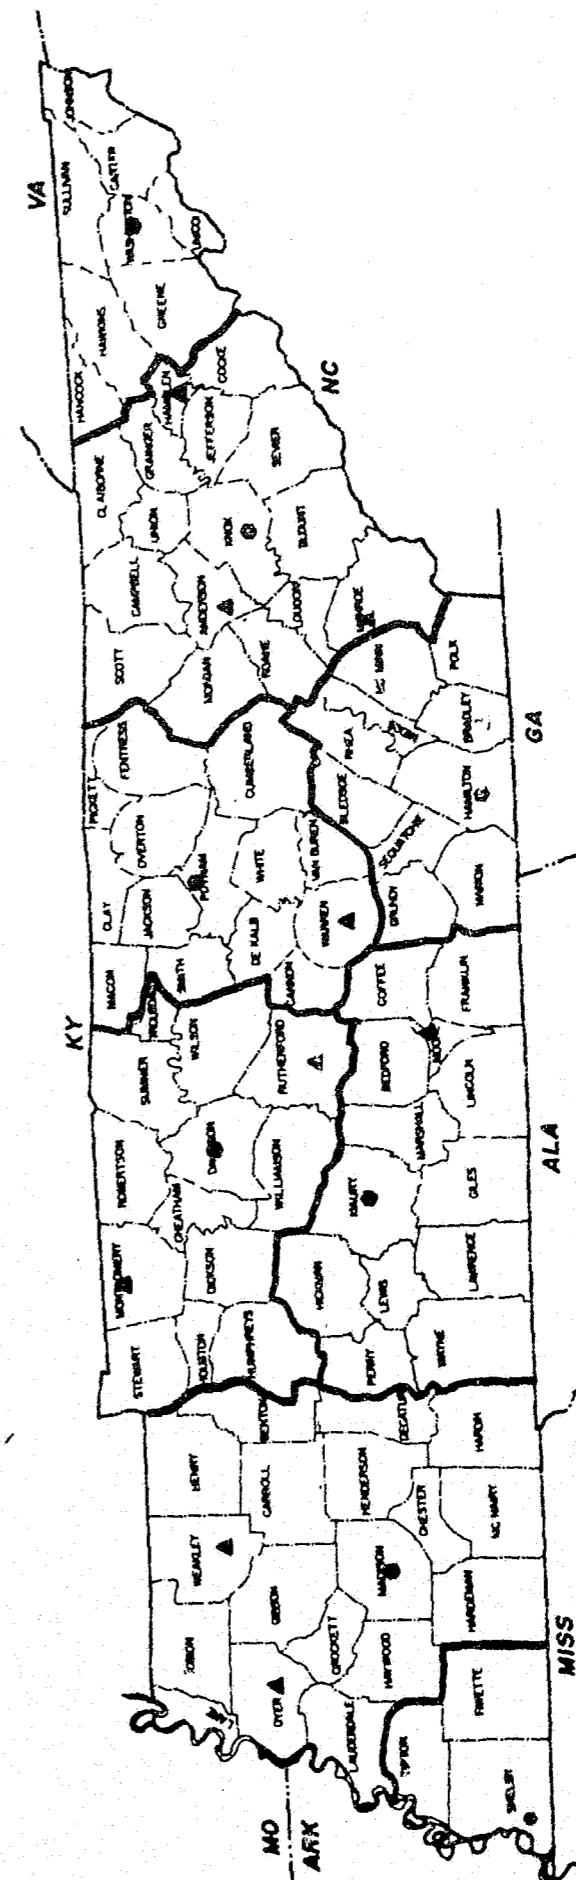 VA
KY
NC
GA
ALA
MISS
MO
ARK
JOHNSON
SULLIVAN
CARTER
WASHINGTON
UNICOI
GREENE
HAWKINS
HANCOCK
HAMBLEN
COCKE
CLAIBORNE
GRAINGER
JEFFERSON
SEVIER
UNION
KNOX
BLOUNT
CAMPBELL
ANDERSON
LOUDON
MONROE
SCOTT
MORGAN
ROANE
MC MINN
POLK
PICKETT
FENTRESS
CUMBERLAND
RHEA
MEIGS
BRADLEY
OVERTON
PUTNAM
WHITE
VAN BUREN
BLEDSOE
SEQUATCHIE
HAMILTON
CLAY
JACKSON
DE KALB
WARREN
GRUNDY
MARION
MACON
SMITH
CANNON
COFFEE
FRANKLIN
SUMNER
WILSON
RUTHERFORD
BEDFORD
MOORE
LINCOLN
ROBERTSON
CHEATHAM
DAVIDSON
WILLIAMSON
MAURY
MARSHALL
GILES
MONTGOMERY
DICKSON
HICKMAN
LEWIS
LAWRENCE
STEWART
HOUSTON
HUMPHREYS
PERRY
WAYNE
HENRY
BENTON
CARROLL
HENDERSON
DECATUR
CHESTER
HARDIN
MC NAIRY
WEAKLEY
GIBSON
MADISON
HARDEMAN
OBION
LAKE
DYER
CROCKETT
HAYWOOD
LAUDERDALE
TIPTON
FAYETTE
SHELBY